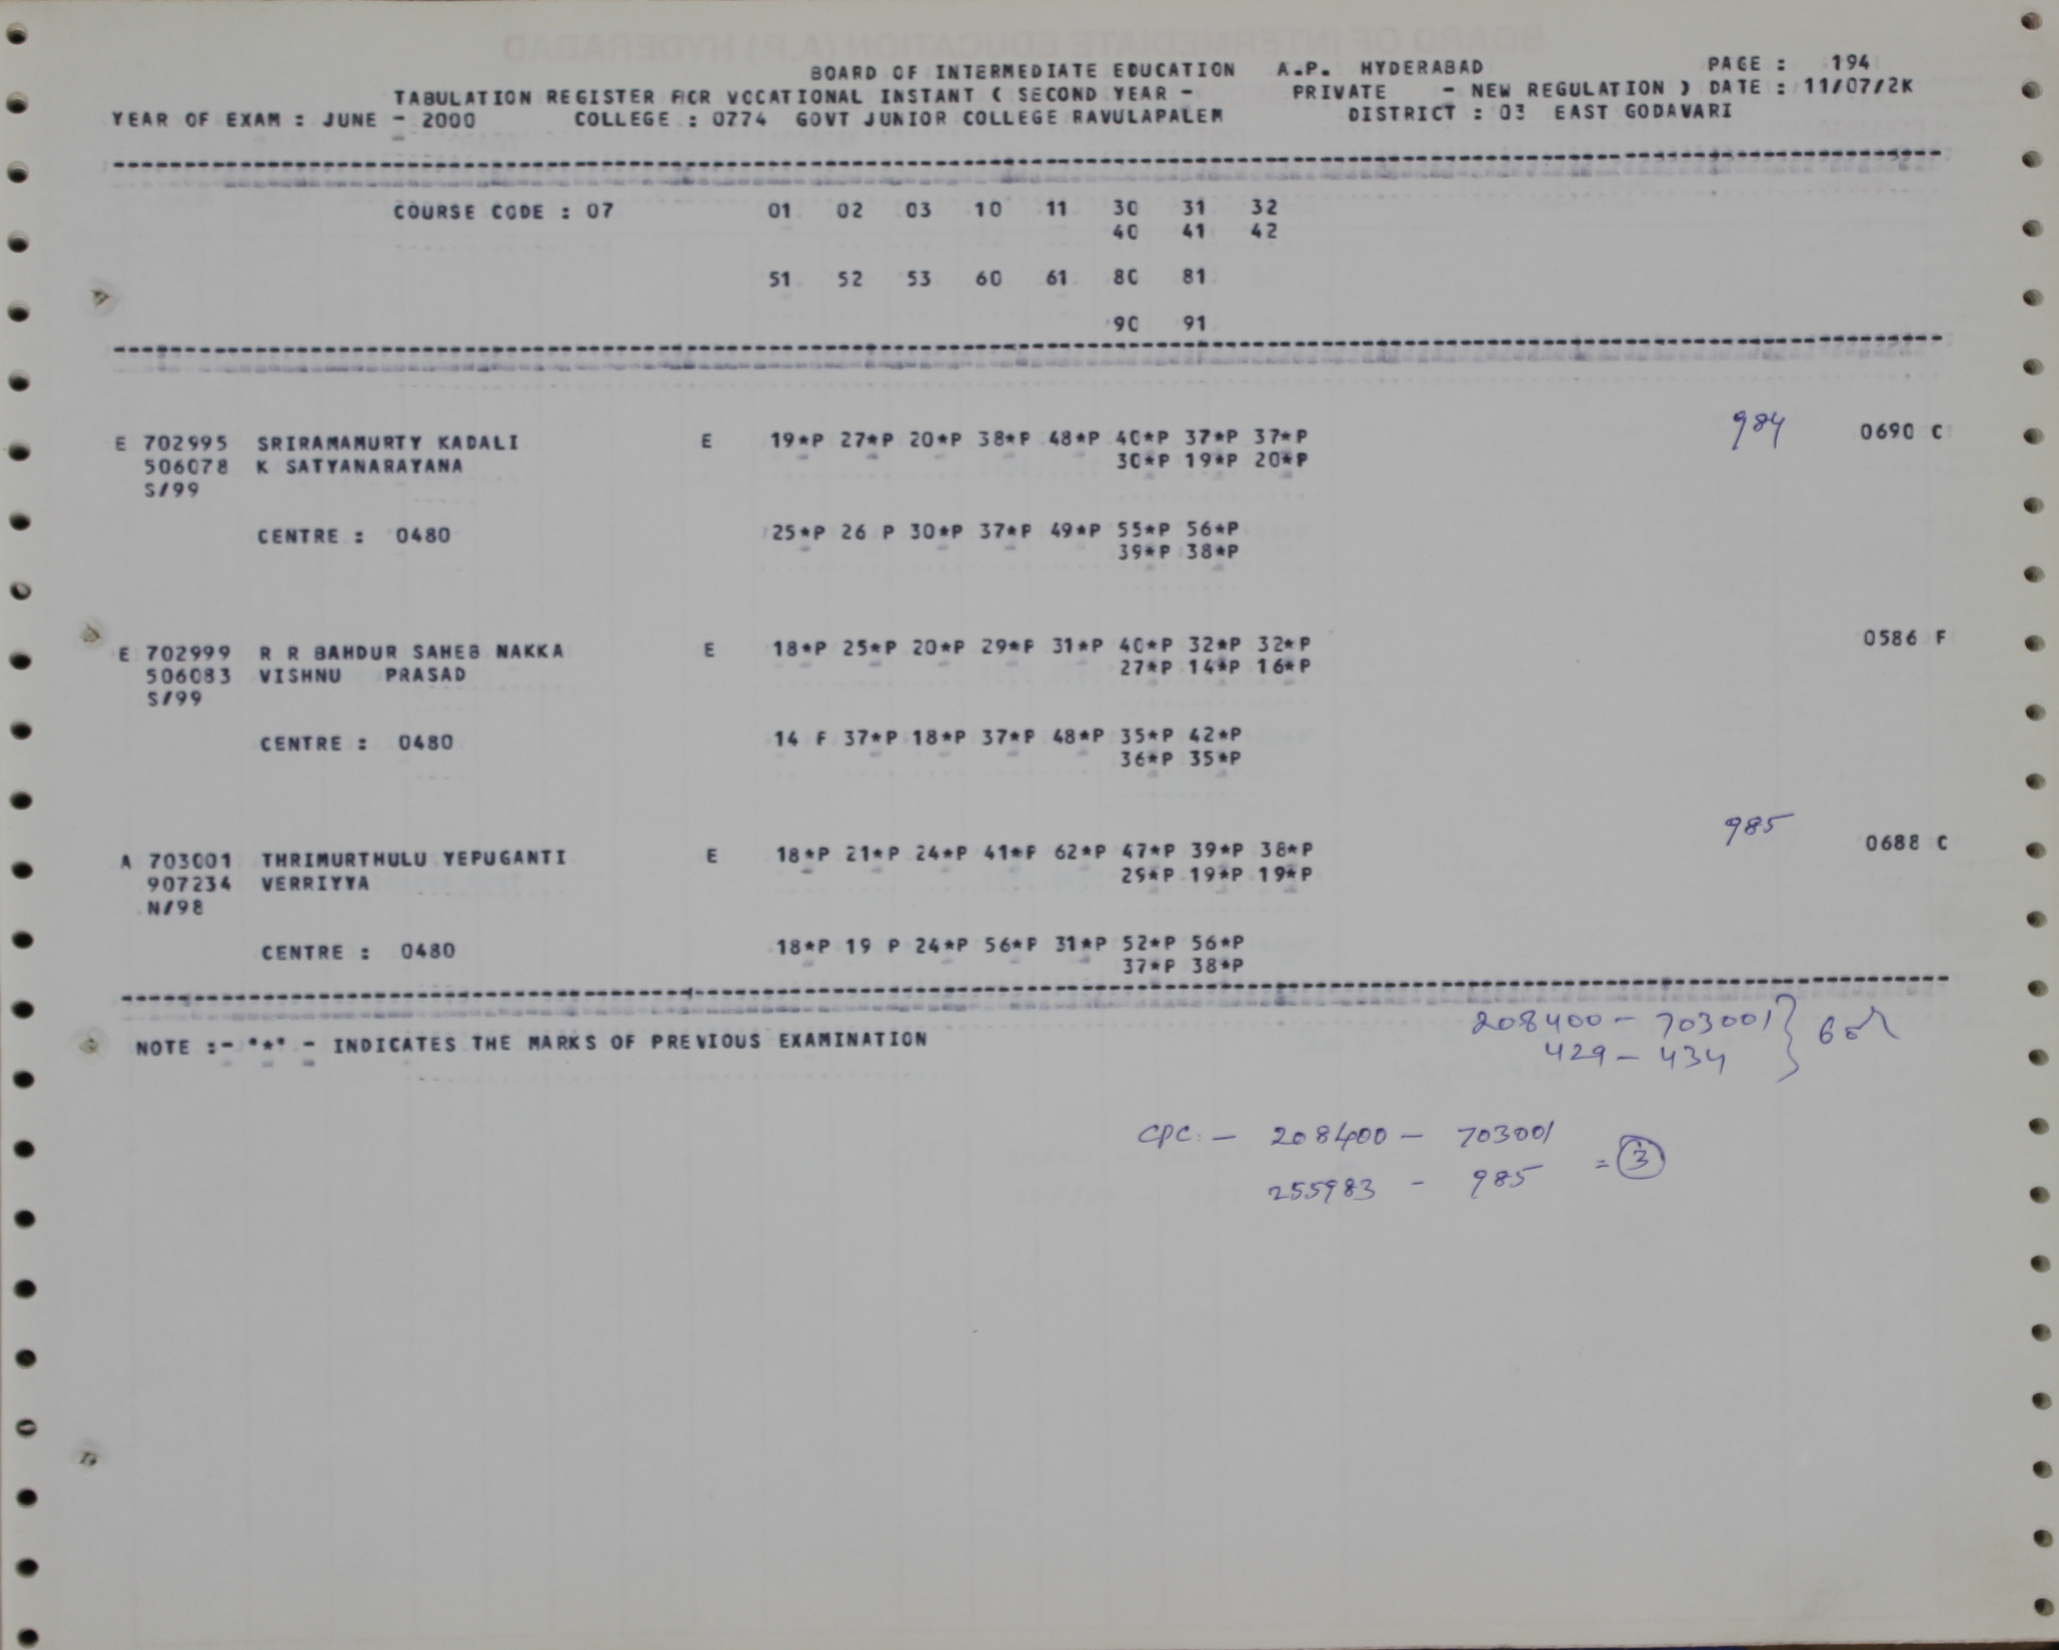 BOARD OF INTERMEDIATE EDUCATION A.P. HYDERABAD PAGE : 194
TABULATION REGISTER FOR VOCATIONAL INSTANT ( SECOND YEAR - PRIVATE - NEW REGULATION ) DATE : 11/07/2K
YEAR OF EXAM : JUNE - 2000 COLLEGE : 0774 GOVT JUNIOR COLLEGE RAVULAPALEM DISTRICT : 03 EAST GODAVARI
COURSE CODE : 07 01 02 03 10 11 30 31 32
40 41 42
51 52 53 60 61 80 81
90 91
E 702995 SRIRAMAMURTY KADALI E 19*P 27*P 20*P 38*P 48*P 40*P 37*P 37*P 984 0690 C
506078 K SATYANARAYANA 30*P 19*P 20*P
S/99
CENTRE : 0480 25*P 26 P 30*P 37*P 49*P 55*P 56*P
39*P 38*P
E 702999 R R BAHDUR SAHEB NAKKA E 18*P 25*P 20*P 29*P 31*P 40*P 32*P 32*P 0586 F
506083 VISHNU PRASAD 27*P 14*P 16*P
S/99
CENTRE : 0480 14 F 37*P 18*P 37*P 48*P 35*P 42*P
36*P 35*P
A 703001 THRIMURTHULU YEPUGANTI E 18*P 21*P 24*P 41*P 62*P 47*P 39*P 38*P 985 0688 C
907234 VERRIYYA 29*P 19*P 19*P
N/98
CENTRE : 0480 18*P 19 P 24*P 56*P 31*P 52*P 56*P
37*P 38*P
NOTE :- "*" - INDICATES THE MARKS OF PREVIOUS EXAMINATION
208400 - 703001
429 - 434
CPC :- 208400 - 703001
255983 - 985 = 3